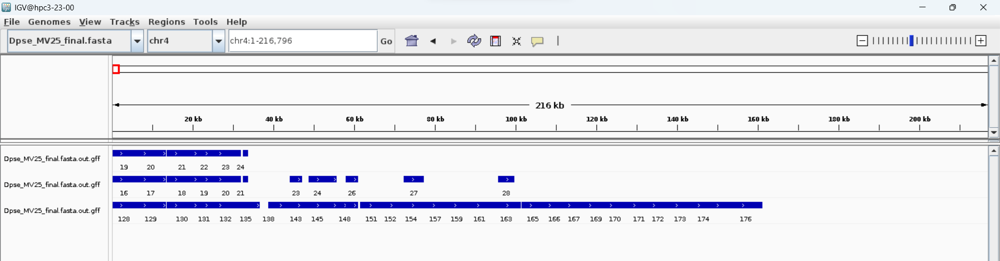 IGV@hpc3-23-00
File Genomes View Tracks Regions Tools Help
Dpse_MV25_final.fasta chr4 chr4:1-216,796 Go
216 kb
20 kb 40 kb 60 kb 80 kb 100 kb 120 kb 140 kb 160 kb 180 kb 200 kb
Dpse_MV25_final.fasta.out.gff
19 20 21 22 23 24
Dpse_MV25_final.fasta.out.gff
16 17 18 19 20 21 23 24 26 27 28
Dpse_MV25_final.fasta.out.gff
128 129 130 131 132 135 138 143 145 148 151 152 154 157 159 161 163 165 166 167 169 170 171 172 173 174 176